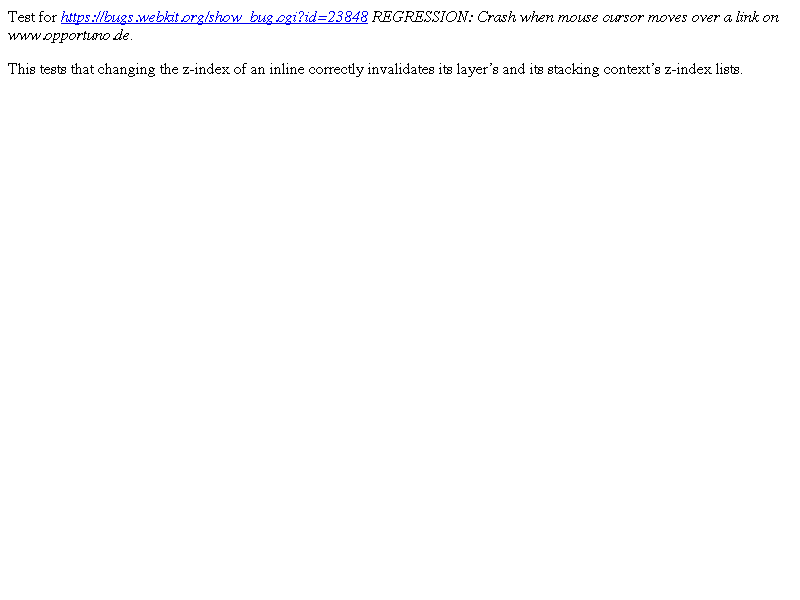 Test for https://bugs.webkit.org/show_bug.cgi?id=23848 REGRESSION: Crash when mouse cursor moves over a link on
www.opportuno.de.
This tests that changing the z-index of an inline correctly invalidates its layer’s and its stacking context’s z-index lists.